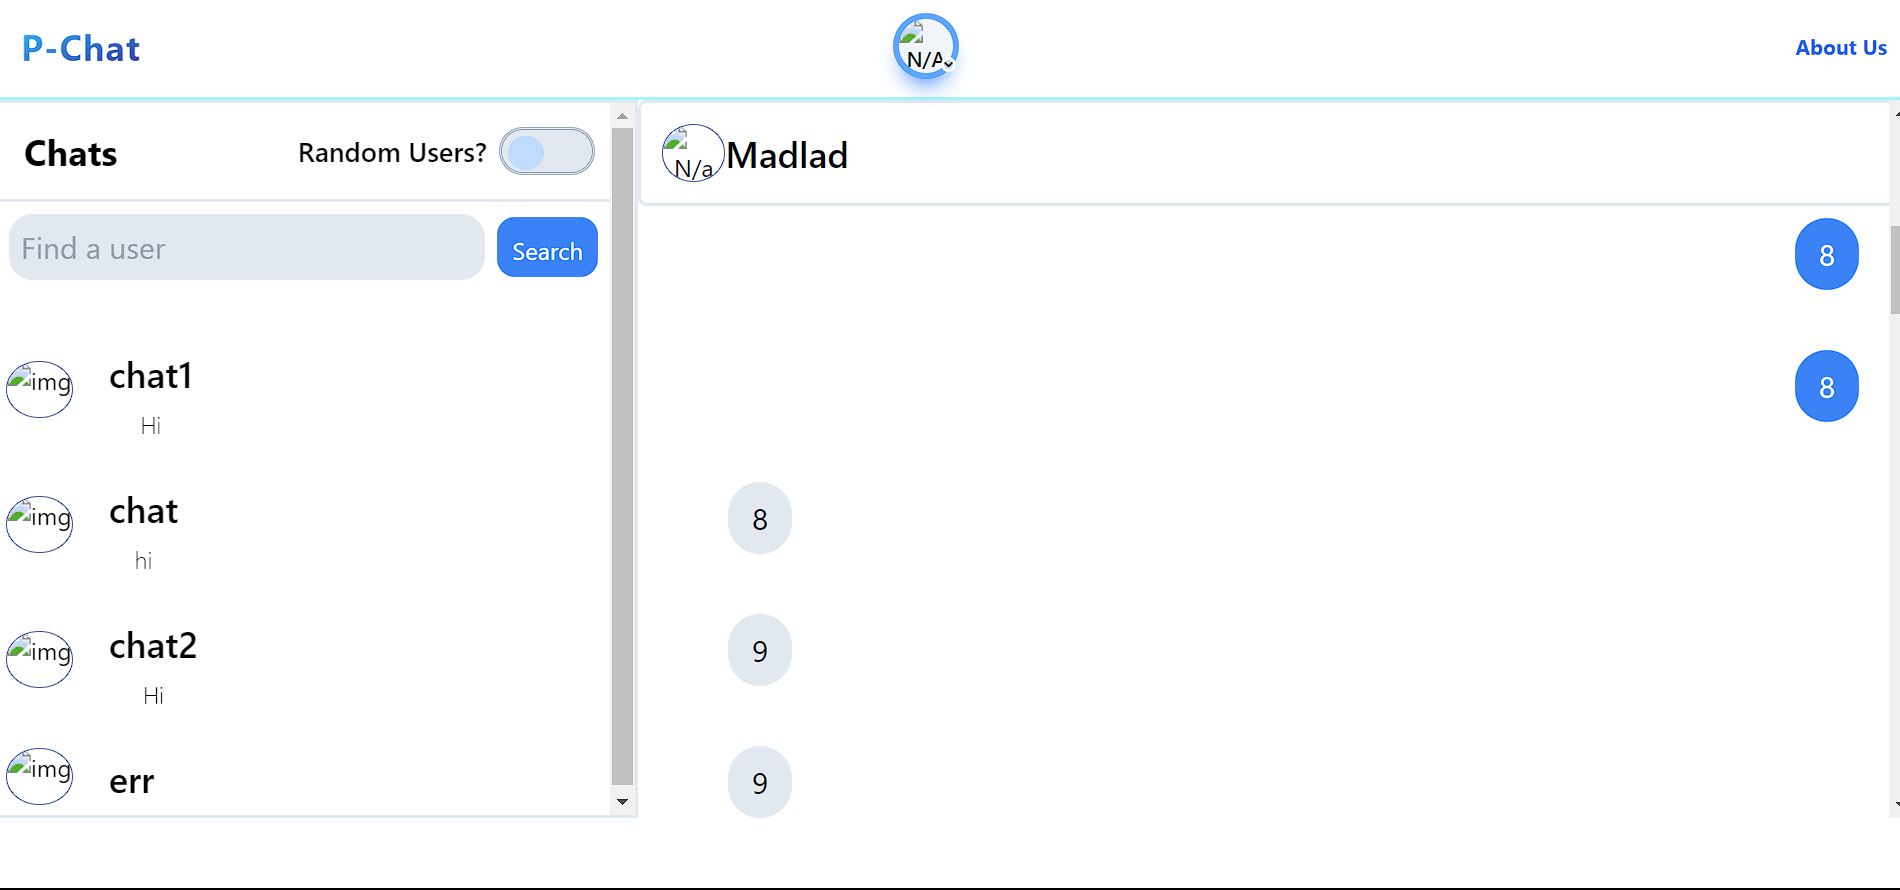 P-Chat
N/A
About Us
Chats
Random Users?
Find a user
Search
img
chat1
Hi
img
chat
hi
img
chat2
Hi
img
err
N/a
Madlad
8
8
8
9
9